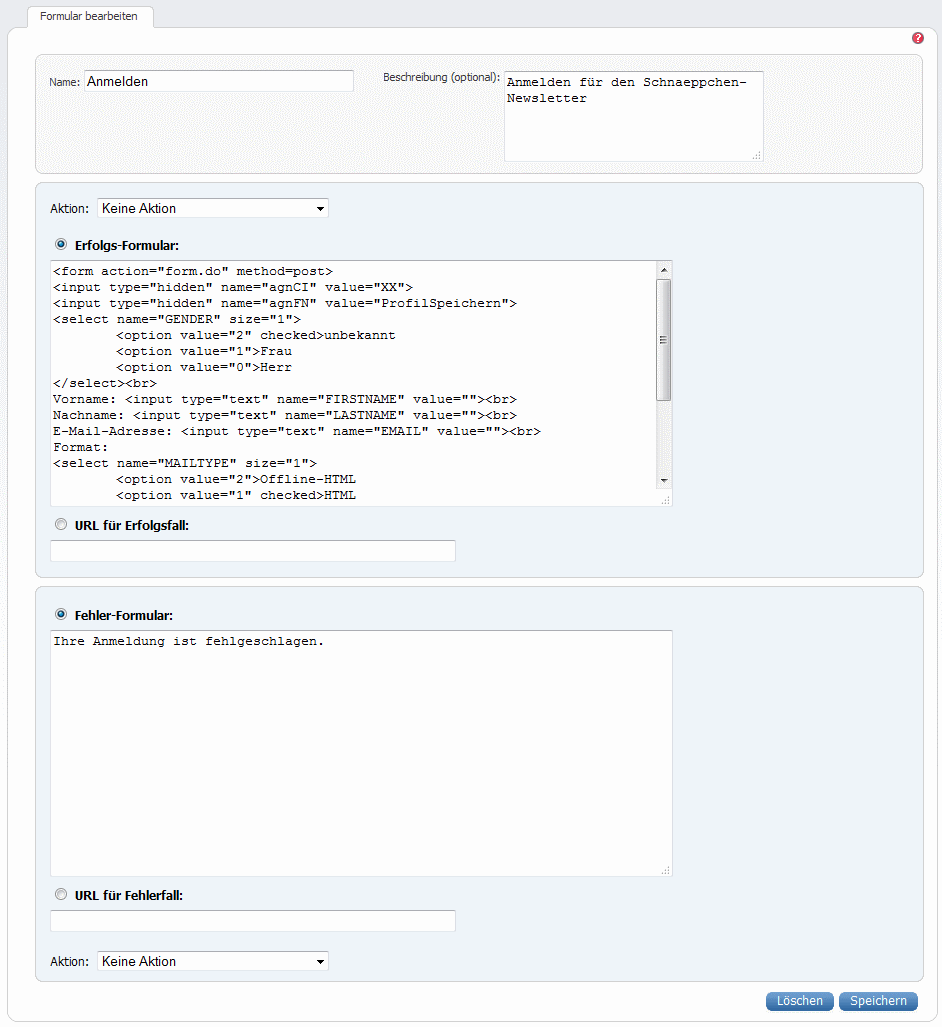 Formular bearbeiten
?
Name: Anmelden
Beschreibung (optional): Anmelden für den Schnaeppchen-
Newsletter
Aktion: Keine Aktion
Erfolgs-Formular:
<form action="form.do" method=post>
<input type="hidden" name="agnCI" value="XX">
<input type="hidden" name="agnFN" value="ProfilSpeichern">
<select name="GENDER" size="1">
<option value="2" checked>unbekannt
<option value="1">Frau
<option value="0">Herr
</select><br>
Vorname: <input type="text" name="FIRSTNAME" value=""><br>
Nachname: <input type="text" name="LASTNAME" value=""><br>
E-Mail-Adresse: <input type="text" name="EMAIL" value=""><br>
Format:
<select name="MAILTYPE" size="1">
<option value="2">Offline-HTML
<option value="1" checked>HTML
URL für Erfolgsfall:
Fehler-Formular:
Ihre Anmeldung ist fehlgeschlagen.
URL für Fehlerfall:
Aktion: Keine Aktion
Löschen Speichern